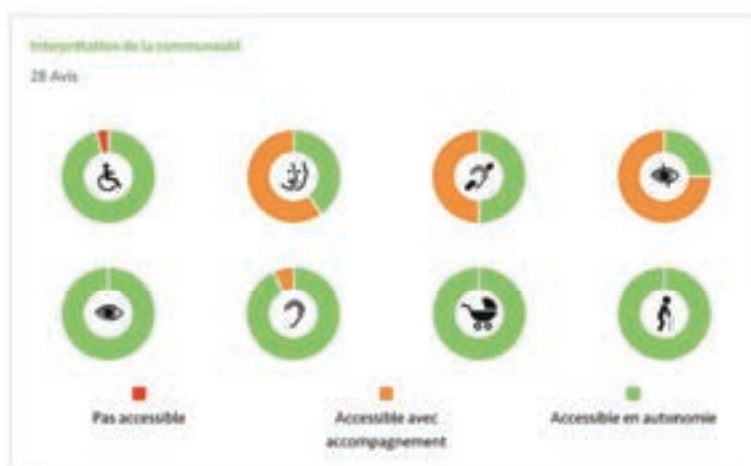 Interprétation de la communauté
28 Avis
Pas accessible
Accessible avec
accompagnement
Accessible en autonomie